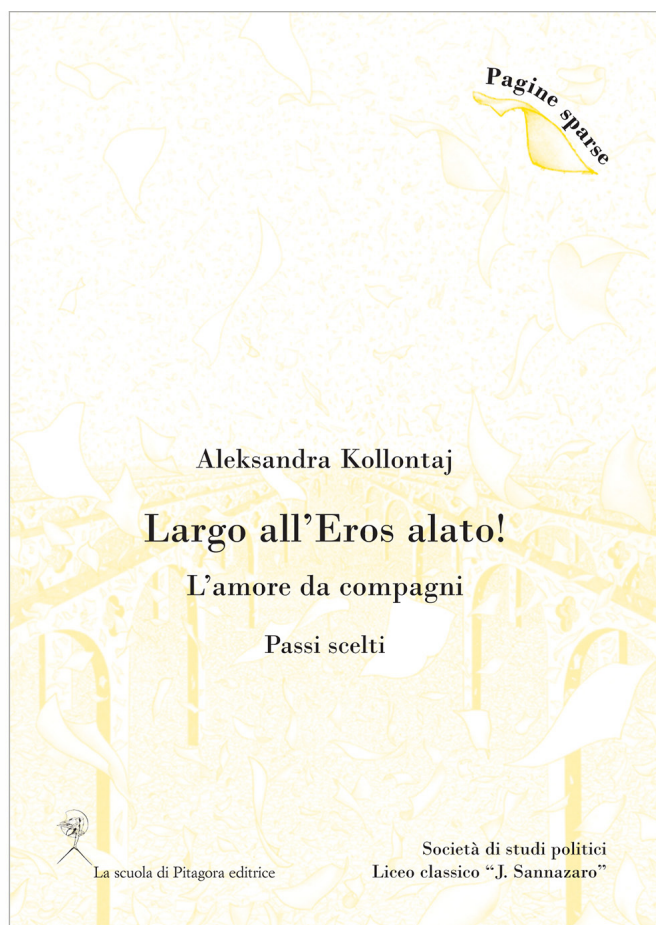 Pagine sparse
Aleksandra Kollontaj
Largo all’Eros alato!
L’amore da compagni
Passi scelti
La scuola di Pitagora editrice
Società di studi politici
Liceo classico “J. Sannazaro”